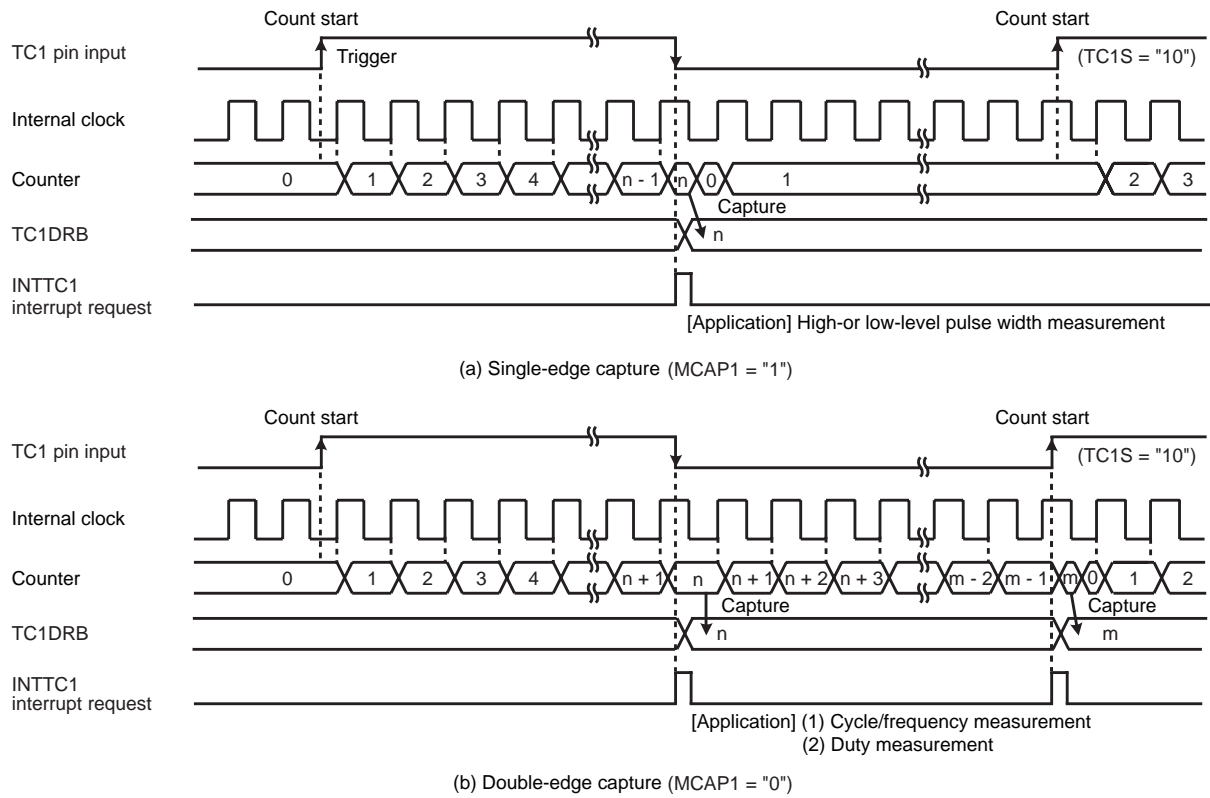 Count start Count start
TC1 pin input Trigger (TC1S = "10")
Internal clock
Counter 0 1 2 3 4 n - 1 n 0 1 2 3
Capture
TC1DRB n
INTTC1
interrupt request
[Application] High-or low-level pulse width measurement
(a) Single-edge capture (MCAP1 = "1")
Count start Count start
TC1 pin input (TC1S = "10")
Internal clock
Counter 0 1 2 3 4 n + 1 n n + 1 n + 2 n + 3 m - 2 m - 1 m 0 1 2
Capture Capture
TC1DRB n m
INTTC1
interrupt request
[Application] (1) Cycle/frequency measurement
(2) Duty measurement
(b) Double-edge capture (MCAP1 = "0")